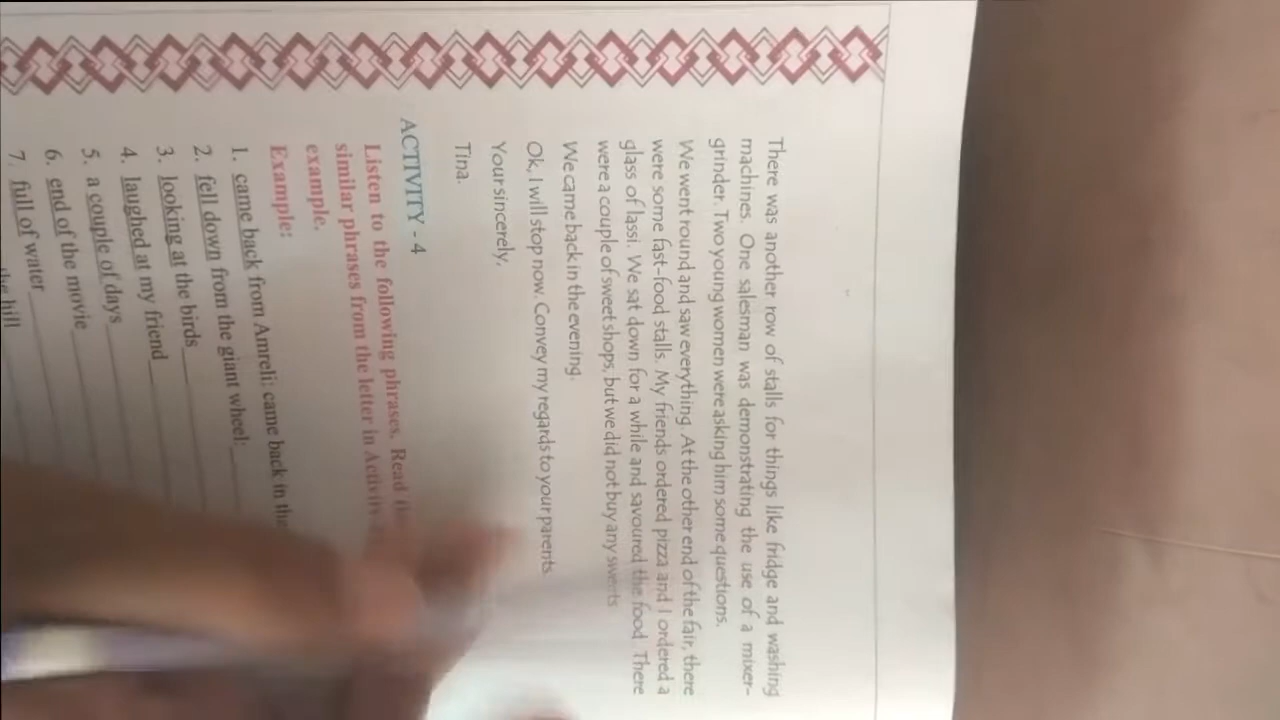 There was another row of stalls for things like fridge and washing
machines. One salesman was demonstrating the use of a mixer-
grinder. Two young women were asking him some questions.
We went round and saw everything. At the other end of the fair, there
were some fast-food stalls. My friends ordered pizza and I ordered a
glass of lassi. We sat down for a while and savoured the food. There
were a couple of sweet shops, but we did not buy any sweets
We came back in the evening.
Ok, I will stop now. Convey my regards to your parents
Your sincerely,
Tina.
ACTIVITY - 4
Listen to the following phrases. Read
similar phrases from the letter in Activity
example.
Example:
1. came back from Amreli: came back in the
2. fell down from the giant wheel:
3. looking at the birds
4. laughed at my friend
5. a couple of days
6. end of the movie
7. full of water
the hill